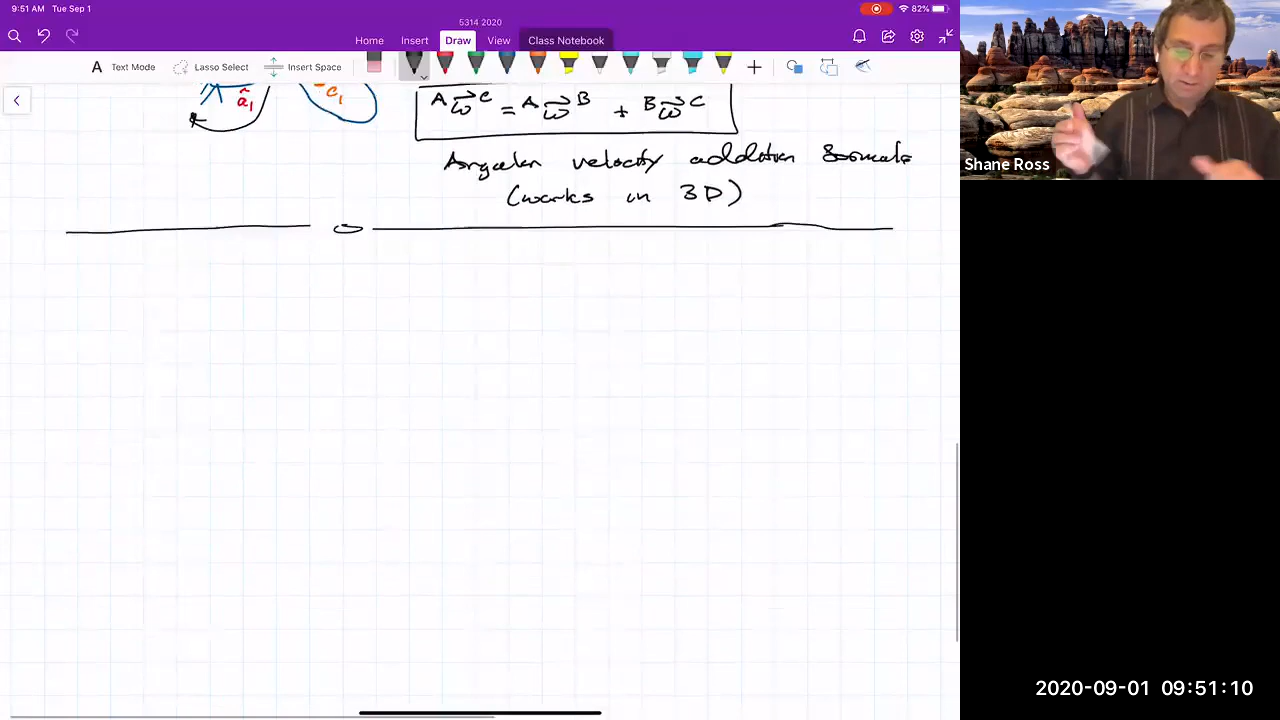 9:51 AM Tue Sep 1
82%
5314 2020
Home Insert Draw View Class Notebook
A Text Mode Lasso Select Insert Space
â₁ c₁
A ω⃗ C = A ω⃗ B + B ω⃗ C
Angular velocity addition formula
(works in 3D)
Shane Ross
2020-09-01 09:51:10